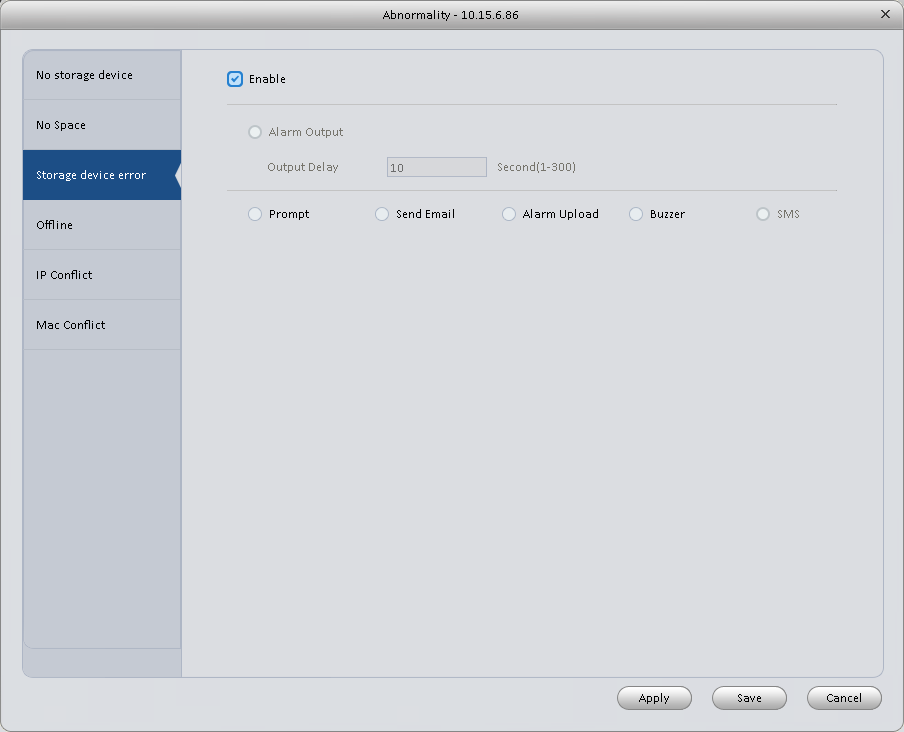 Abnormality - 10.15.6.86
No storage device
No Space
Storage device error
Offline
IP Conflict
Mac Conflict
Enable
Alarm Output
Output Delay 10 Second(1-300)
Prompt Send Email Alarm Upload Buzzer SMS
Apply Save Cancel